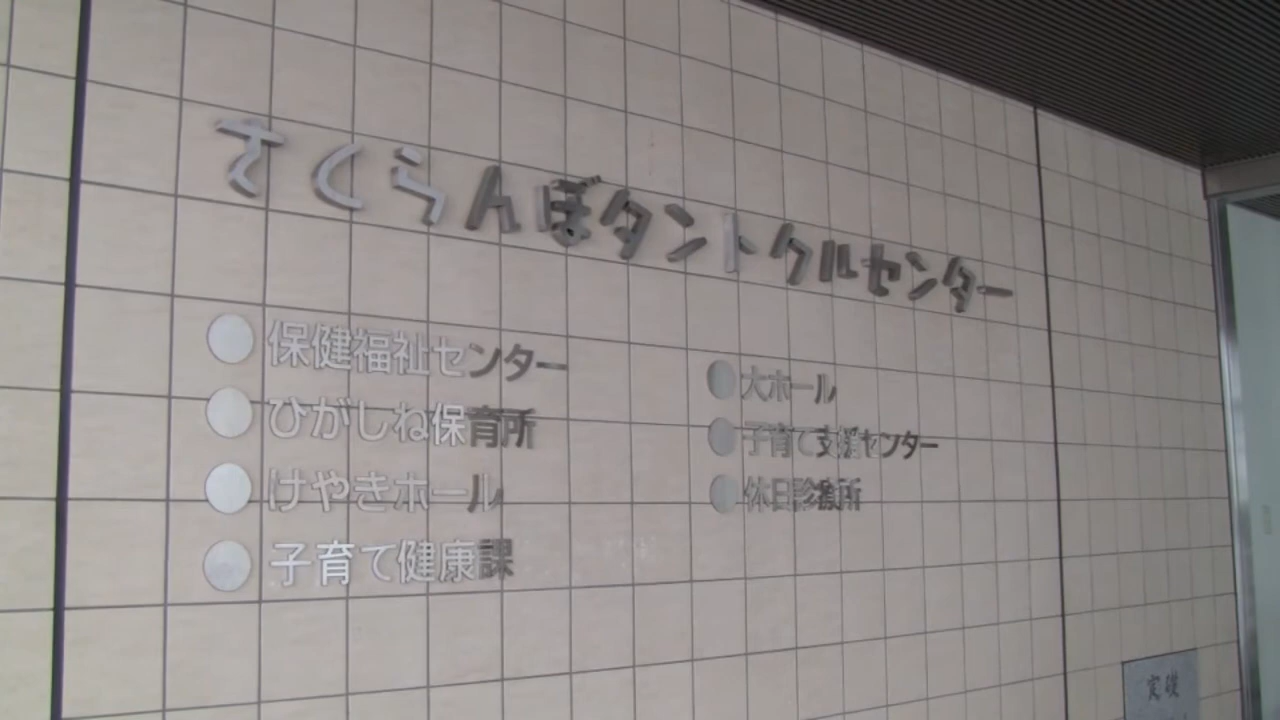 さくらんぼタントクルセンター
保健福祉センター
ひがしね保育所
けやきホール
子育て健康課
大ホール
子育て支援センター
休日診療所
定礎